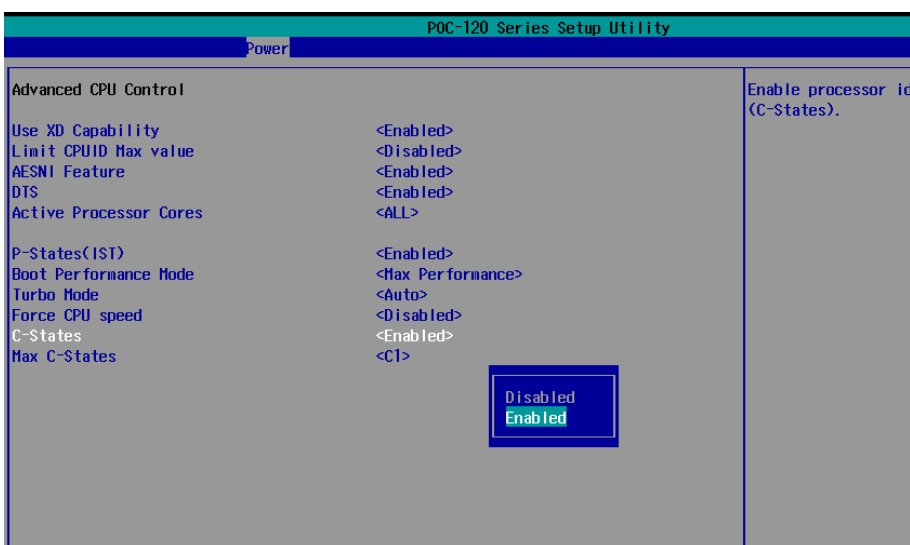 POC-120 Series Setup Utility
Power
Advanced CPU Control
Use XD Capability <Enabled>
Limit CPUID Max value <Disabled>
AESNI Feature <Enabled>
DTS <Enabled>
Active Processor Cores <ALL>
P-States(IST) <Enabled>
Boot Performance Mode <Max Performance>
Turbo Mode <Auto>
Force CPU speed <Disabled>
C-States <Enabled>
Max C-States <C1>
Disabled
Enabled
Enable processor id
(C-States).